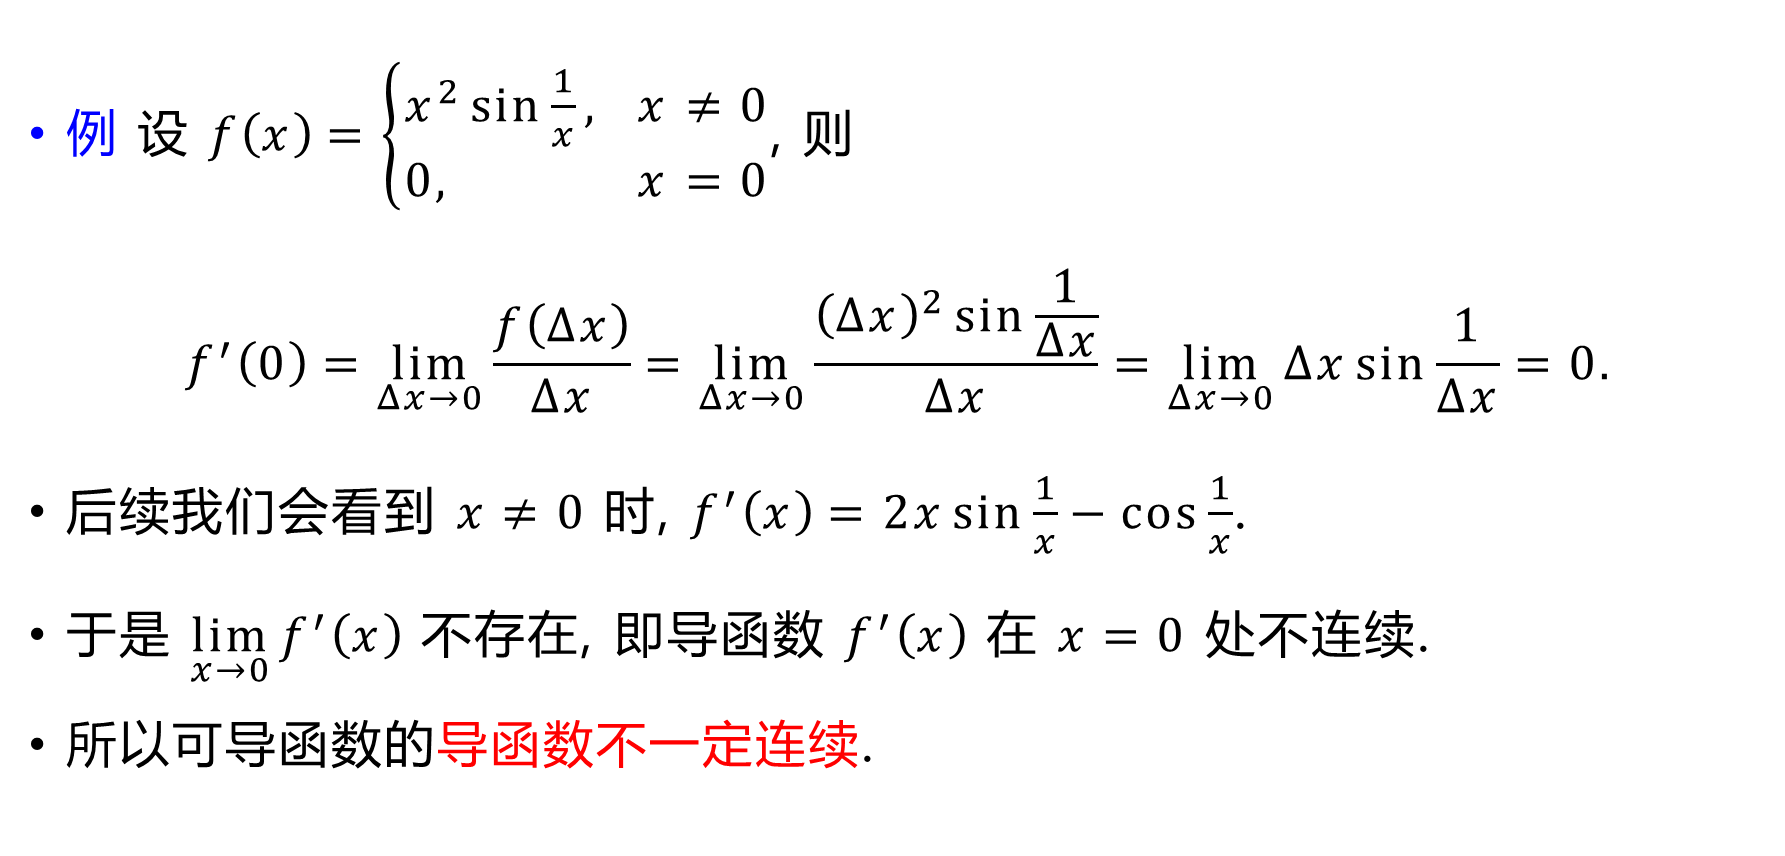 • 例 设 f(x) = { x² sin 1/x, x ≠ 0; 0, x = 0, 则
f′(0) = lim_{Δx→0} f(Δx)/Δx = lim_{Δx→0} (Δx)² sin(1/Δx)/Δx = lim_{Δx→0} Δx sin 1/Δx = 0.
• 后续我们会看到 x ≠ 0 时, f′(x) = 2x sin 1/x − cos 1/x.
• 于是 lim_{x→0} f′(x) 不存在, 即导函数 f′(x) 在 x = 0 处不连续.
• 所以可导函数的导函数不一定连续.